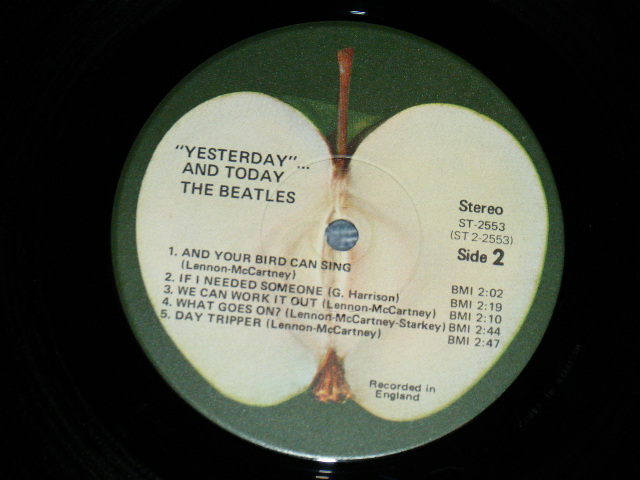 "YESTERDAY"...
AND TODAY
THE BEATLES
Stereo
ST-2553
(ST 2-2553)
Side 2
1. AND YOUR BIRD CAN SING
(Lennon-McCartney) BMI 2:02
2. IF I NEEDED SOMEONE (G. Harrison) BMI 2:19
3. WE CAN WORK IT OUT (Lennon-McCartney) BMI 2:10
4. WHAT GOES ON? (Lennon-McCartney-Starkey) BMI 2:44
5. DAY TRIPPER (Lennon-McCartney) BMI 2:47
Recorded in
England